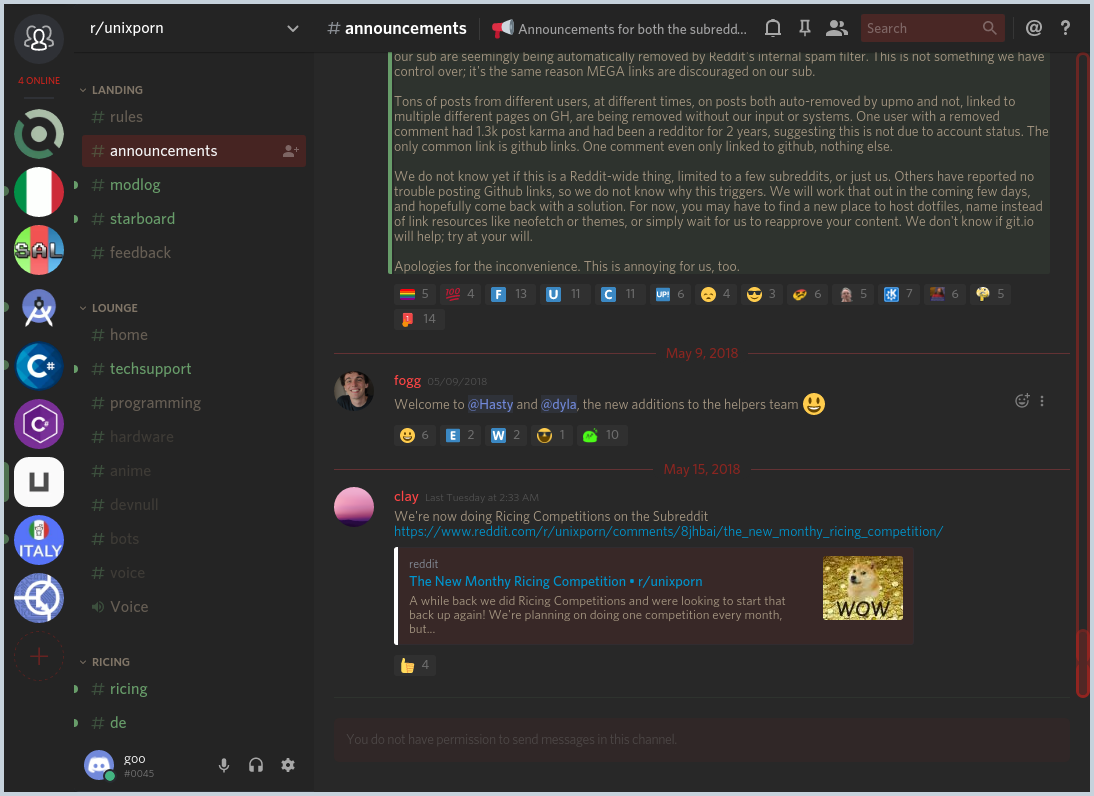 r/unixporn
# announcements
Announcements for both the subredd...
Search
@
?
4 ONLINE
SAL
C#
C#
U
ITALY
LANDING
# rules
# announcements
# modlog
# starboard
# feedback
LOUNGE
# home
# techsupport
# programming
# hardware
# anime
# devnull
# bots
# voice
Voice
RICING
# ricing
# de
goo
#0045
our sub are seemingly being automatically removed by Reddit's internal spam filter. This is not something we have
control over; it's the same reason MEGA links are discouraged on our sub.
Tons of posts from different users, at different times, on posts both auto-removed by upmo and not, linked to
multiple different pages on GH, are being removed without our input or systems. One user with a removed
comment had 1.3k post karma and had been a redditor for 2 years, suggesting this is not due to account status. The
only common link is github links. One comment even only linked to github, nothing else.
We do not know yet if this is a Reddit-wide thing, limited to a few subreddits, or just us. Others have reported no
trouble posting Github links, so we do not know why this triggers. We will work that out in the coming few days,
and hopefully come back with a solution. For now, you may have to find a new place to host dotfiles, name instead
of link resources like neofetch or themes, or simply wait for us to reapprove your content. We don't know if git.io
will help; try at your will.
Apologies for the inconvenience. This is annoying for us, too.
5 100 4 F 13 U 11 C 11 UP! 6 4 3 6 5 K 7 6 5
14
May 9, 2018
fogg 05/09/2018
Welcome to @Hasty and @dyla, the new additions to the helpers team
6 E 2 W 2 1 10
May 15, 2018
clay Last Tuesday at 2:33 AM
We're now doing Ricing Competitions on the Subreddit
https://www.reddit.com/r/unixporn/comments/8jhbai/the_new_monthy_ricing_competition/
reddit
The New Monthy Ricing Competition • r/unixporn
A while back we did Ricing Competitions and were looking to start that
back up again! We're planning on doing one competition every month,
but...
WOW
4
You do not have permission to send messages in this channel.